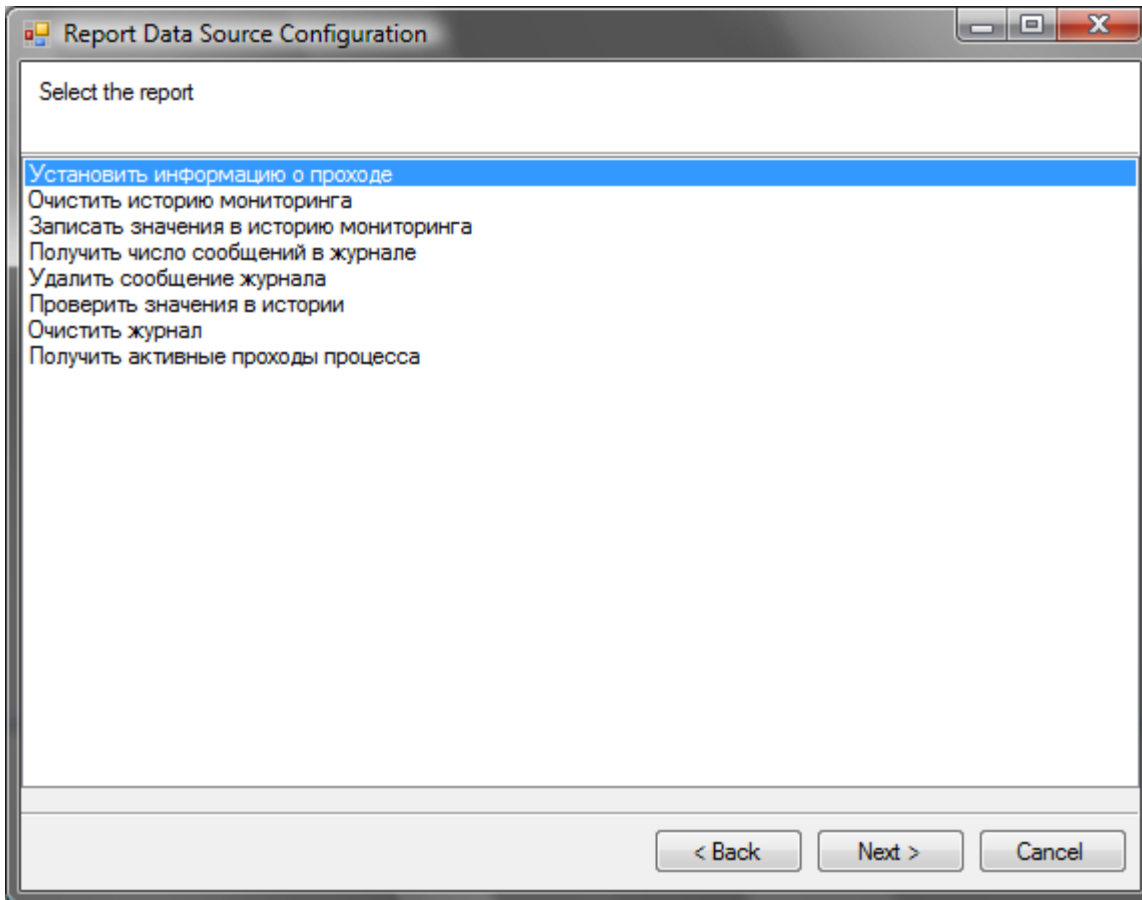 Report Data Source Configuration
Select the report
Установить информацию о проходе
Очистить историю мониторинга
Записать значения в историю мониторинга
Получить число сообщений в журнале
Удалить сообщение журнала
Проверить значения в истории
Очистить журнал
Получить активные проходы процесса
< Back Next > Cancel